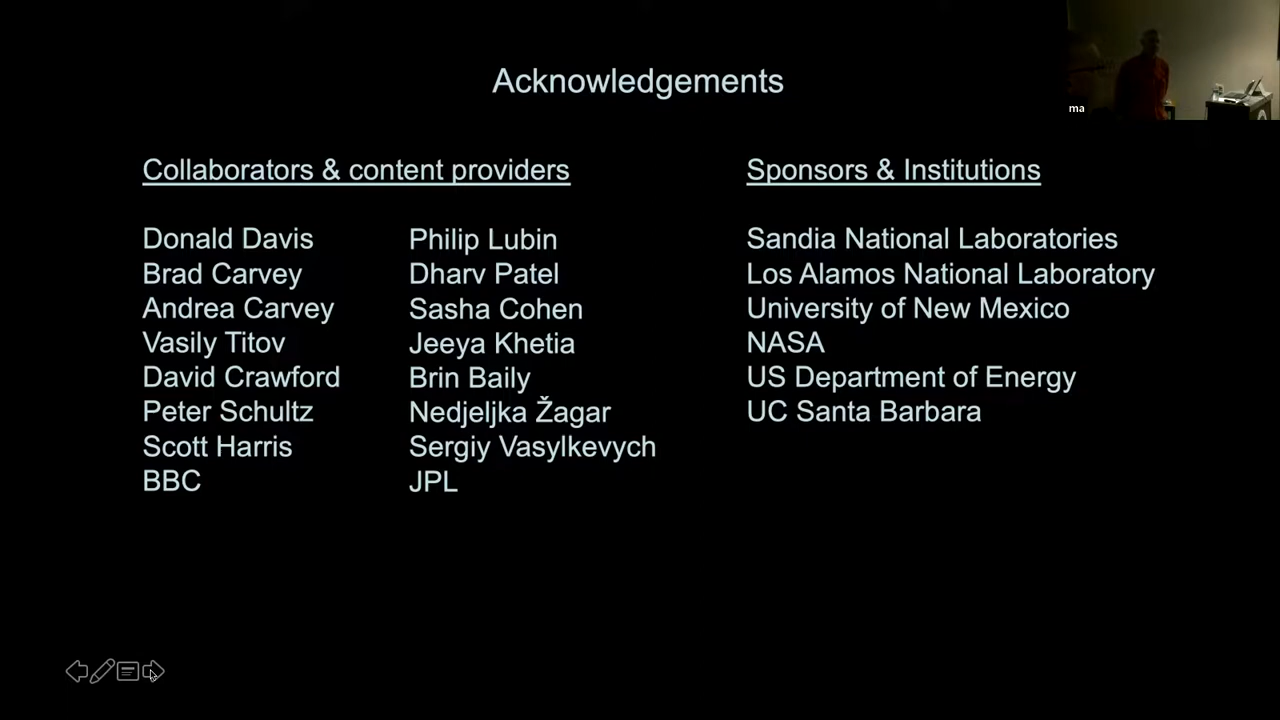 Acknowledgements
ma
Collaborators & content providers
Donald Davis
Brad Carvey
Andrea Carvey
Vasily Titov
David Crawford
Peter Schultz
Scott Harris
BBC
Philip Lubin
Dharv Patel
Sasha Cohen
Jeeya Khetia
Brin Baily
Nedjeljka Žagar
Sergiy Vasylkevych
JPL
Sponsors & Institutions
Sandia National Laboratories
Los Alamos National Laboratory
University of New Mexico
NASA
US Department of Energy
UC Santa Barbara